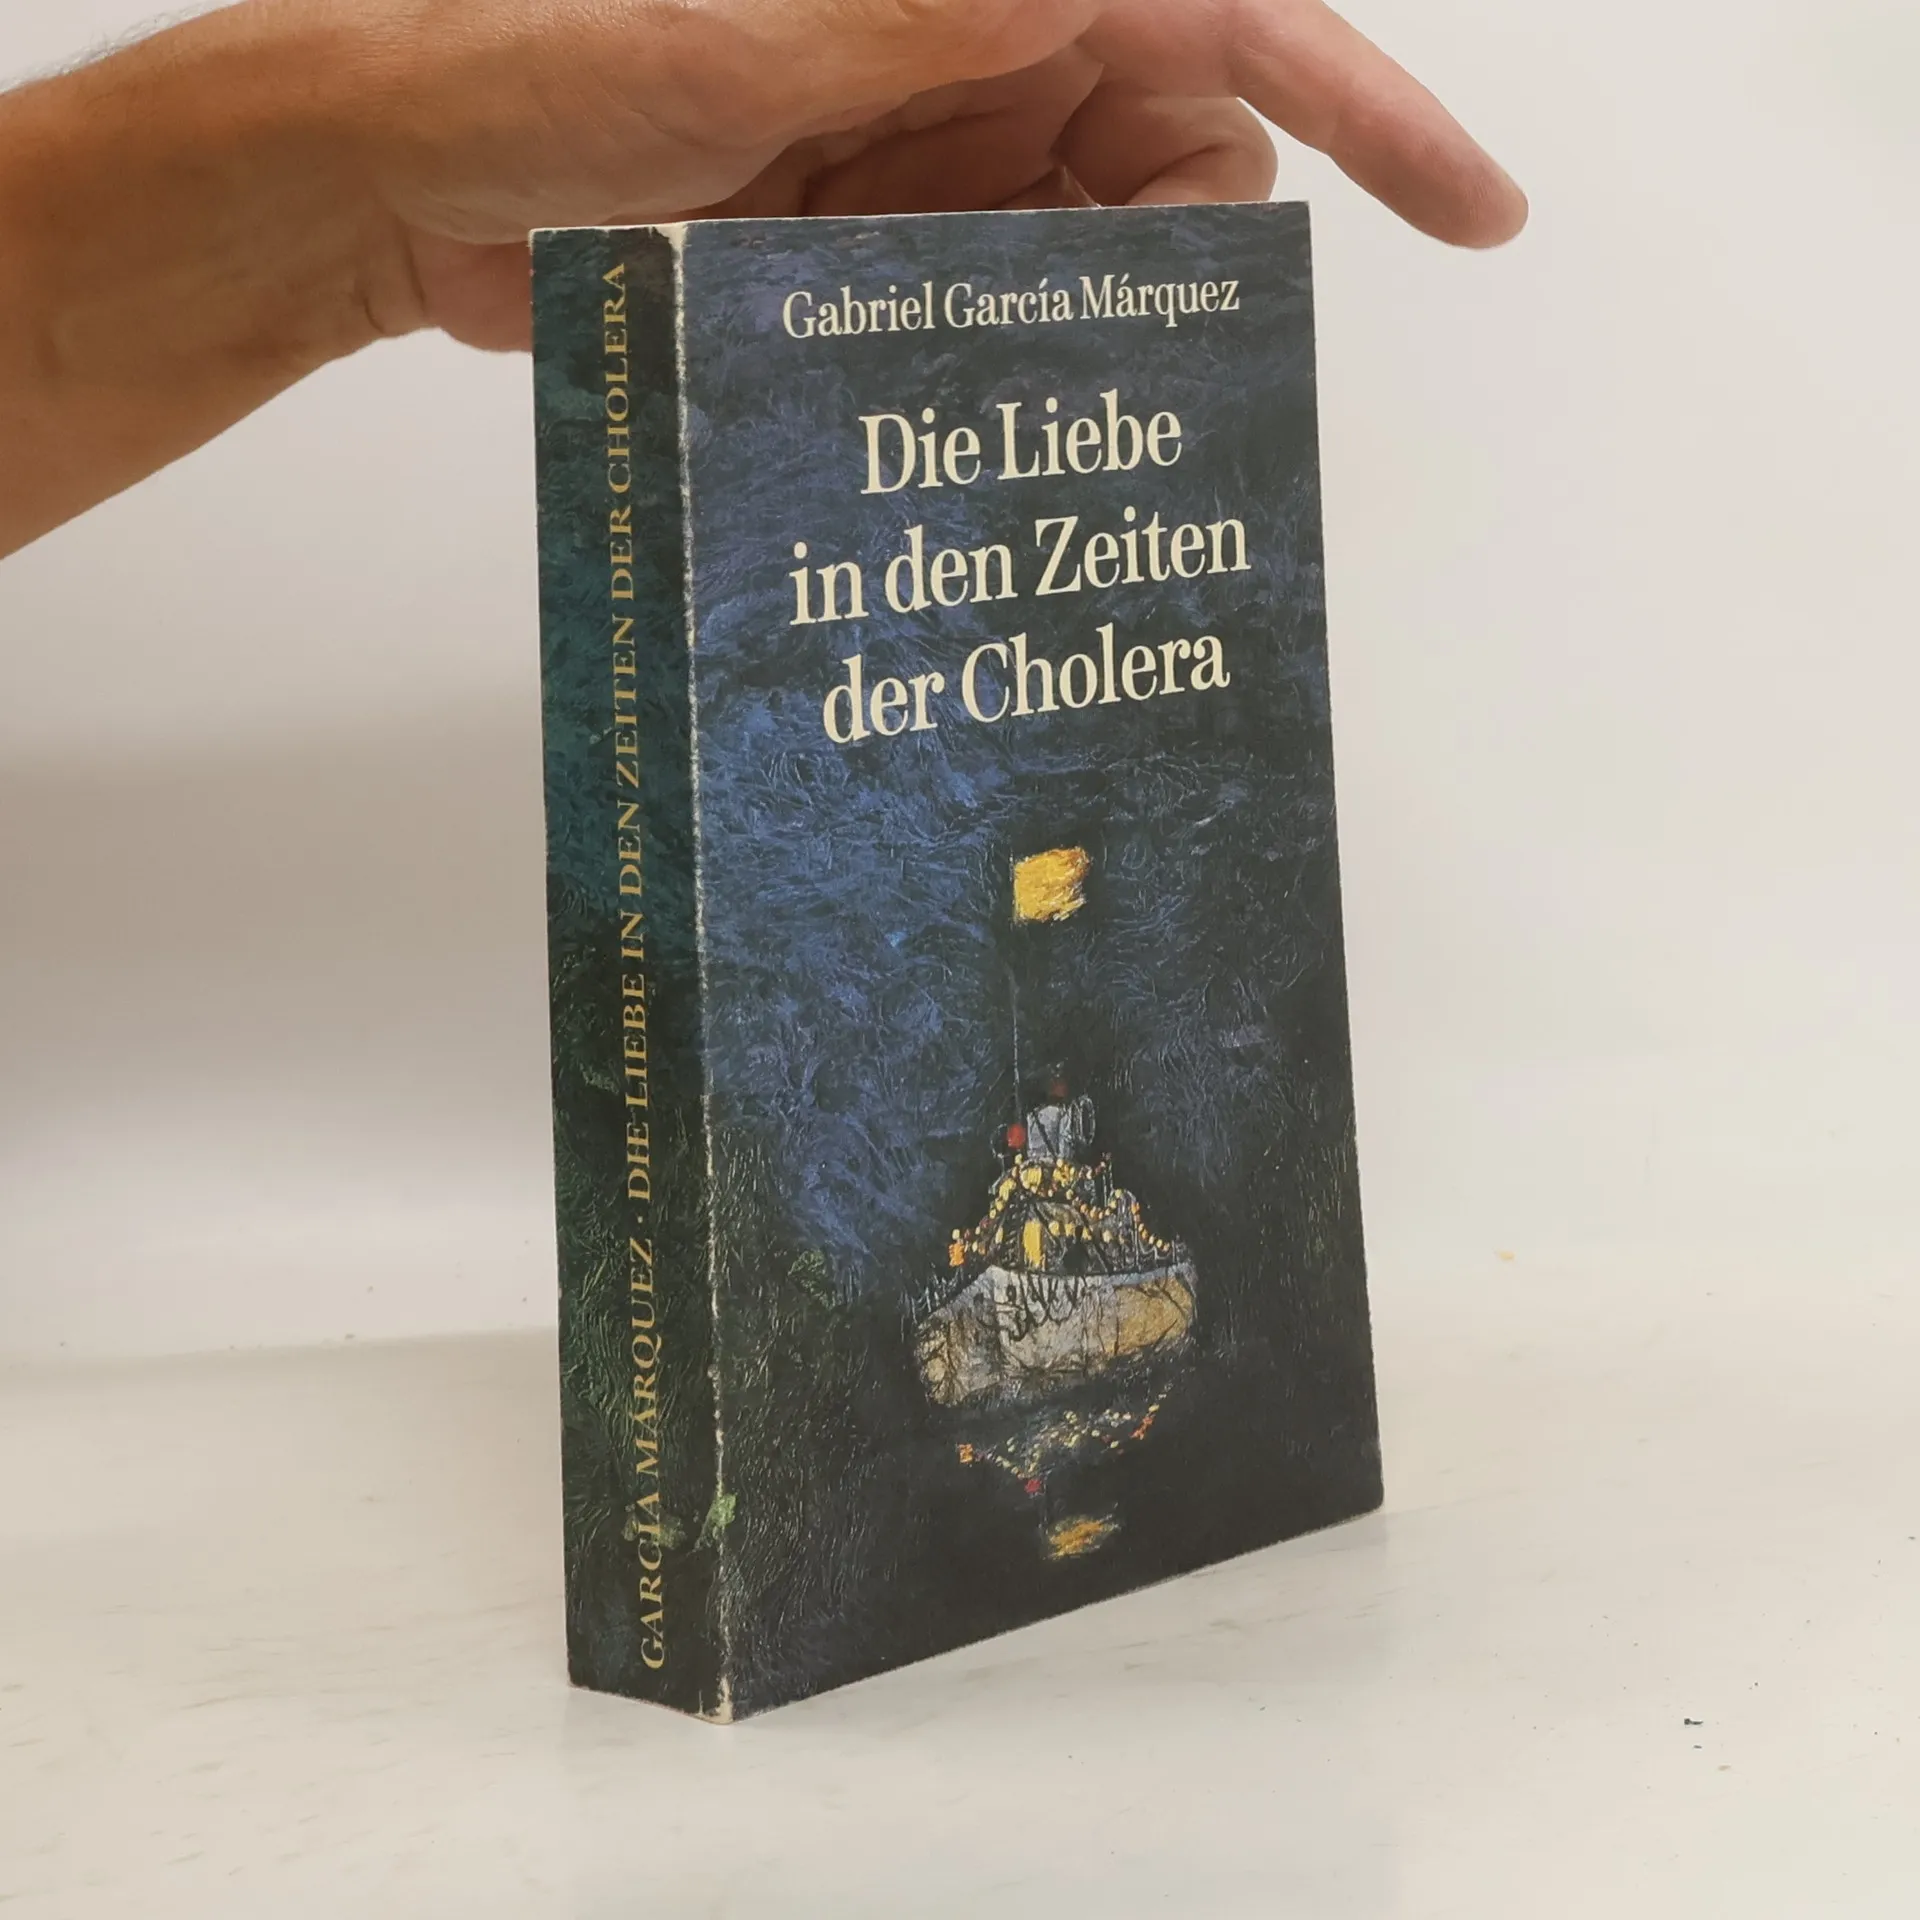 Gabriel García Márquez
Die Liebe
in den Zeiten
der Cholera
GARCÍA MÁRQUEZ · DIE LIEBE IN DEN ZEITEN DER CHOLERA